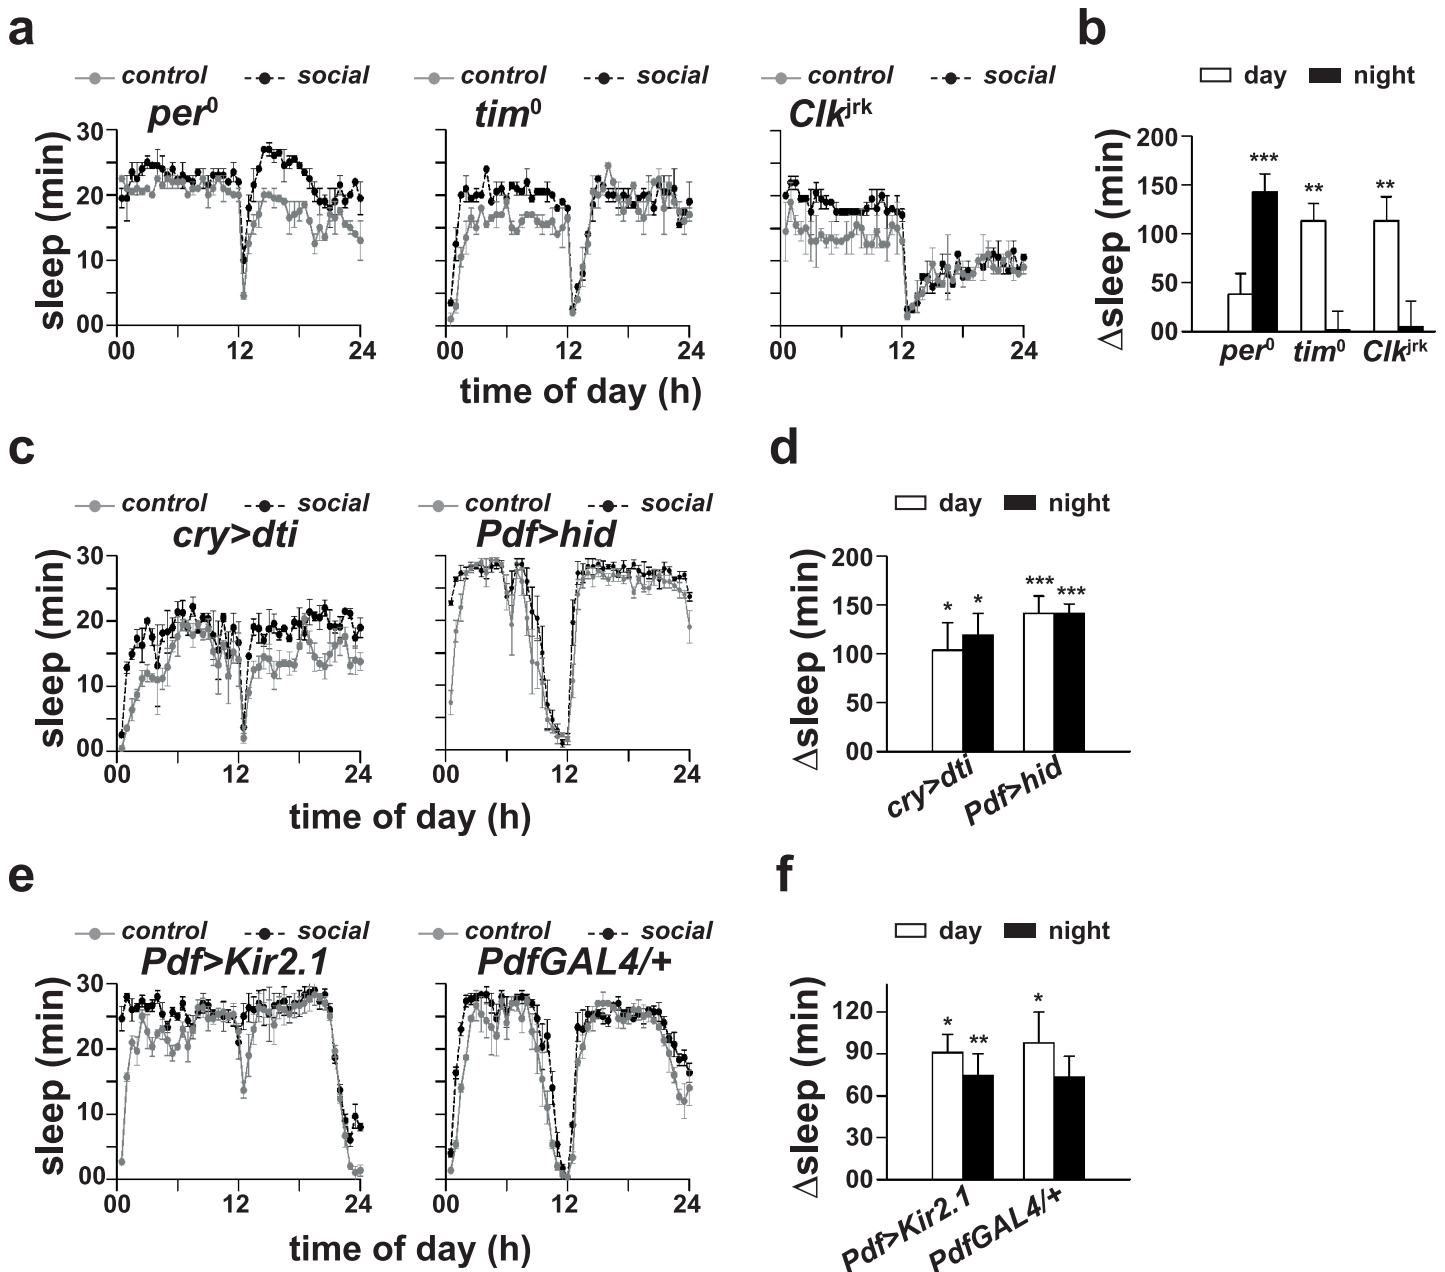 a
control social control social control social
per⁰ tim⁰ Clkʲʳᵏ
sleep (min)
30
20
10
00
00 12 24 00 12 24 00 12 24
time of day (h)
b
day night
Δsleep (min)
200
150
100
50
00
*** ** **
per⁰ tim⁰ Clkʲʳᵏ
c
control social control social
cry>dti Pdf>hid
sleep (min)
30
20
10
00
00 12 24 00 12 24
time of day (h)
d
day night
Δsleep (min)
200
150
100
50
00
* * *** ***
cry>dti Pdf>hid
e
control social control social
Pdf>Kir2.1 PdfGAL4/+
sleep (min)
30
20
10
00
00 12 24 00 12 24
time of day (h)
f
day night
Δsleep (min)
120
90
60
30
00
* ** *
Pdf>Kir2.1 PdfGAL4/+